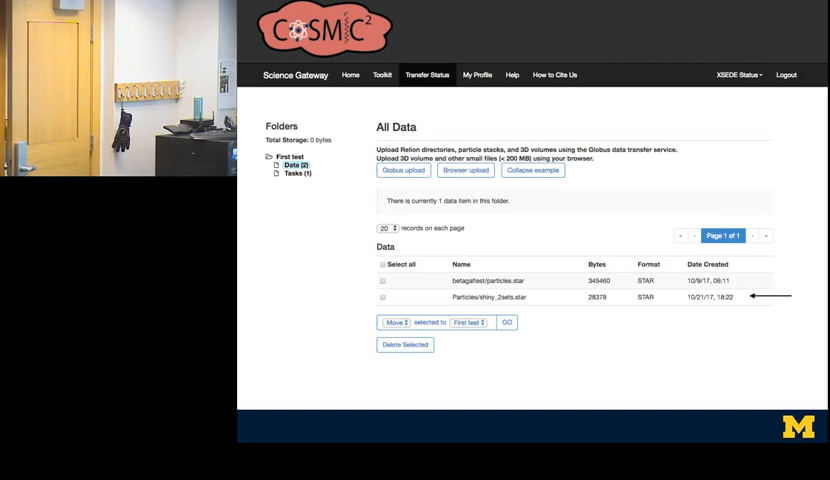 COSMIC2
Science Gateway Home Toolkit Transfer Status My Profile Help How to Cite Us XSEDE Status Logout
Folders
Total Storage: 0 bytes
First test
Data (2)
Tasks (1)
All Data
Upload Relion directories, particle stacks, and 3D volumes using the Globus data transfer service.
Upload 3D volume and other small files (< 200 MB) using your browser.
Globus upload Browser upload Collapse example
There is currently 1 data item in this folder.
20 records on each page
« ‹ Page 1 of 1 › »
Data
Select all Name Bytes Format Date Created
betagaltest/particles.star 345460 STAR 10/9/17, 06:11
Particles/shiny_2sets.star 28378 STAR 10/21/17, 18:22
Move selected to First test GO
Delete Selected
M